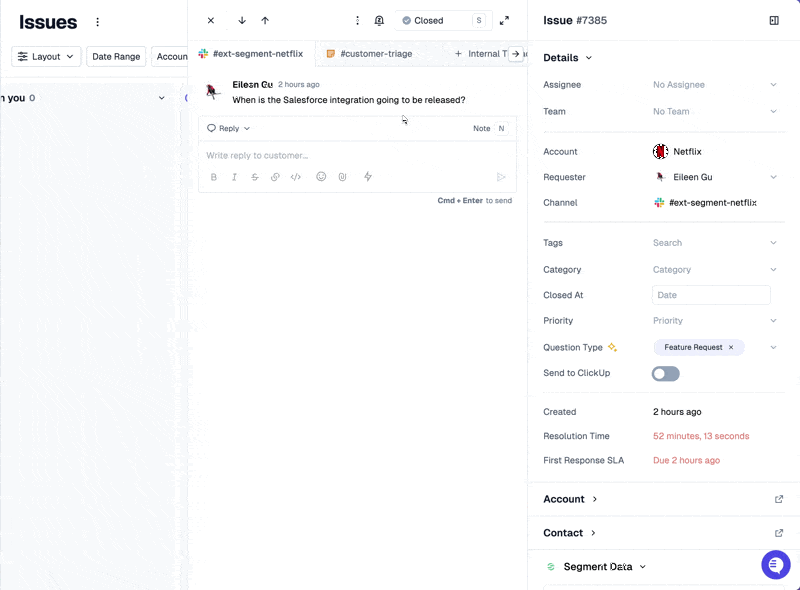 Issues
Layout
Date Range
n you 0
Closed
S
#ext-segment-netflix
#customer-triage
+ Internal T
2 hours ago
When is the Salesforce integration going to be released?
Reply
Note N
Write reply to customer...
B I S
Cmd + Enter to send
Issue #7385
Details
Assignee No Assignee
Team No Team
Account Netflix
Requester Eileen Gu
Channel #ext-segment-netflix
Tags Search
Category Category
Closed At Date
Priority Priority
Question Type Feature Request ×
Send to ClickUp
Created 2 hours ago
Resolution Time 52 minutes, 13 seconds
First Response SLA Due 2 hours ago
Account
Contact
Segment Data